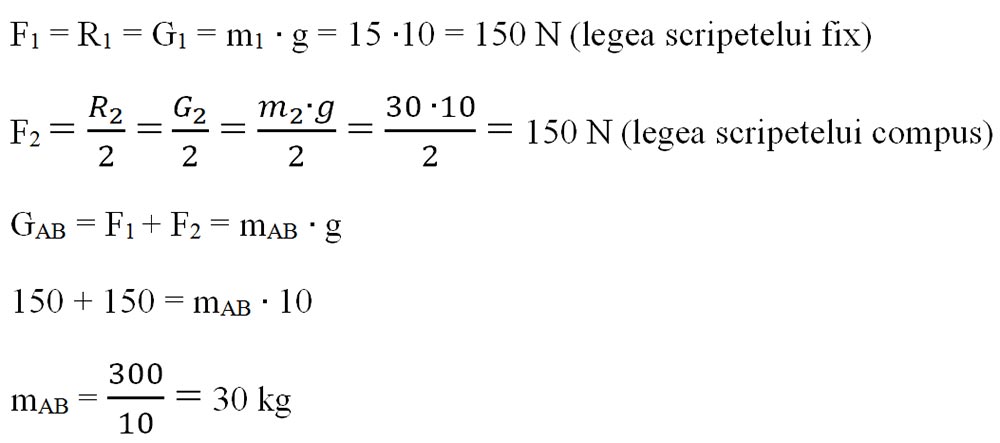 F₁ = R₁ = G₁ = m₁ · g = 15 ·10 = 150 N (legea scripetelui fix)
F₂ = R₂/2 = G₂/2 = m₂·g/2 = 30 ·10/2 = 150 N (legea scripetelui compus)
G_AB = F₁ + F₂ = m_AB · g
150 + 150 = m_AB · 10
m_AB = 300/10 = 30 kg